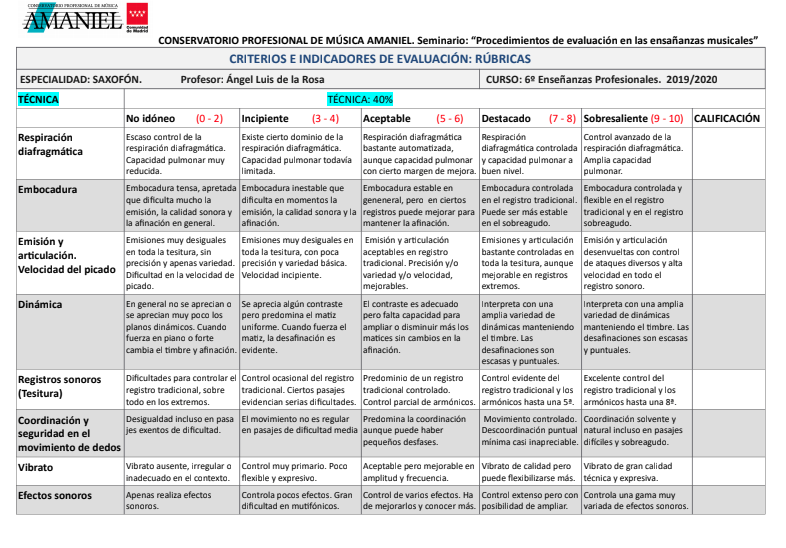 CONSERVATORIO PROFESIONAL DE MÚSICA
AMANIEL
Comunidad
de Madrid
CONSERVATORIO PROFESIONAL DE MÚSICA AMANIEL. Seminario: “Procedimientos de evaluación en las ensañanzas musicales”
CRITERIOS E INDICADORES DE EVALUACIÓN: RÚBRICAS
ESPECIALIDAD: SAXOFÓN. Profesor: Ángel Luis de la Rosa
CURSO: 6º Enseñanzas Profesionales. 2019/2020
TÉCNICA
TÉCNICA: 40%
No idóneo (0 - 2)
Incipiente (3 - 4)
Aceptable (5 - 6)
Destacado (7 - 8)
Sobresaliente (9 - 10)
CALIFICACIÓN
Respiración
diafragmática
Escaso control de la
respiración diafragmática.
Capacidad pulmonar muy
reducida.
Existe cierto dominio de la
respiración diafragmática.
Capacidad pulmonar todavía
limitada.
Respiración diafragmática
bastante automatizada,
aunque capacidad pulmonar
con cierto margen de mejora.
Respiración
diafragmática controlada
y capacidad pulmonar a
buen nivel.
Control avanzado de la
respiración diafragmática.
Amplia capacidad
pulmonar.
Embocadura
Embocadura tensa, apretada
que dificulta mucho la
emisión, la calidad sonora y
la afinación en general.
Embocadura inestable que
dificulta en momentos la
emisión, la calidad sonora y la
afinación.
Embocadura estable en
geneneral, pero en ciertos
registros puede mejorar para
mantener la afinación.
Embocadura controlada
en el registro tradicional.
Puede ser más estable
en el sobreagudo.
Embocadura controlada y
flexible en el registro
tradicional y en el registro
sobreagudo.
Emisión y
articulación.
Velocidad del picado
Emisiones muy desiguales
en toda la tesitura, sin
precisión y apenas variedad.
Dificultad en la velocidad de
picado.
Emisiones muy desiguales en
toda la tesitura, con poca
precisión y variedad básica.
Velocidad incipiente.
Emisión y articulación
aceptables en registro
tradicional. Precisión y/o
variedad y/o velocidad,
mejorables.
Emisiones y articulación
bastante controladas en
toda la tesitura, aunque
mejorable en registros
extremos.
Emisión y articulación
desenvueltas con control
de ataques diversos y alta
velocidad en todo el
registro sonoro.
Dinámica
En general no se aprecian o
se aprecian muy poco los
planos dinámicos. Cuando
fuerza en piano o forte
cambia el timbre y afinación.
Se aprecia algún contraste
pero predomina el matiz
uniforme. Cuando fuerza el
matiz, la desafinación es
evidente.
El contraste es adecuado
pero falta capacidad para
ampliar o disminuir más los
matices sin cambios en la
afinación.
Interpreta con una
amplia variedad de
dinámicas manteniendo
el timbre. Las
desafinaciones son
escasas y puntuales.
Interpreta con una amplia
variedad de dinámicas
manteniendo el timbre. Las
desafinaciones son escasas
y puntuales.
Registros sonoros
(Tesitura)
Dificultades para controlar el
registro tradicional, sobre
todo en los extremos.
Control ocasional del registro
tradicional. Ciertos pasajes
evidencian serias dificultades.
Predominio de un registro
tradicional controlado.
Control parcial de armónicos.
Control evidente del
registro tradicional y los
armónicos hasta una 5ª.
Excelente control del
registro tradicional y los
armónicos hasta una 8ª.
Coordinación y
seguridad en el
movimiento de dedos
Desigualdad incluso en pasa
jes exentos de dificultad.
El movimiento no es regular
en pasajes de dificultad media
Predomina la coordinación
aunque puede haber
pequeños desfases.
Movimiento controlado.
Descoordinación puntual
mínima casi inapreciable.
Coordinación solvente y
natural incluso en pasajes
difíciles y sobreagudo.
Vibrato
Vibrato ausente, irregular o
inadecuado en el contexto.
Control muy primario. Poco
flexible y expresivo.
Aceptable pero mejorable en
amplitud y frecuencia.
Vibrato de calidad pero
puede flexibilizarse más.
Vibrato de gran calidad
técnica y expresiva.
Efectos sonoros
Apenas realiza efectos
sonoros.
Controla pocos efectos. Gran
dificultad en mutifónicos.
Control de varios efectos. Ha
de mejorarlos y conocer más.
Control extenso pero con
posibilidad de ampliar.
Controla una gama muy
variada de efectos sonoros.